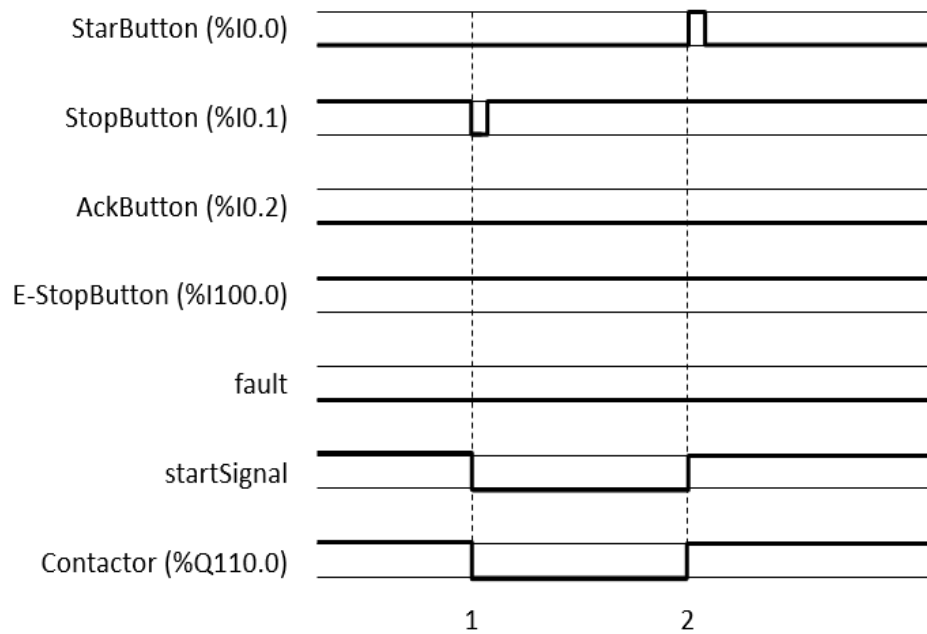 StarButton (%I0.0)
StopButton (%I0.1)
AckButton (%I0.2)
E-StopButton (%I100.0)
fault
startSignal
Contactor (%Q110.0)
1 2